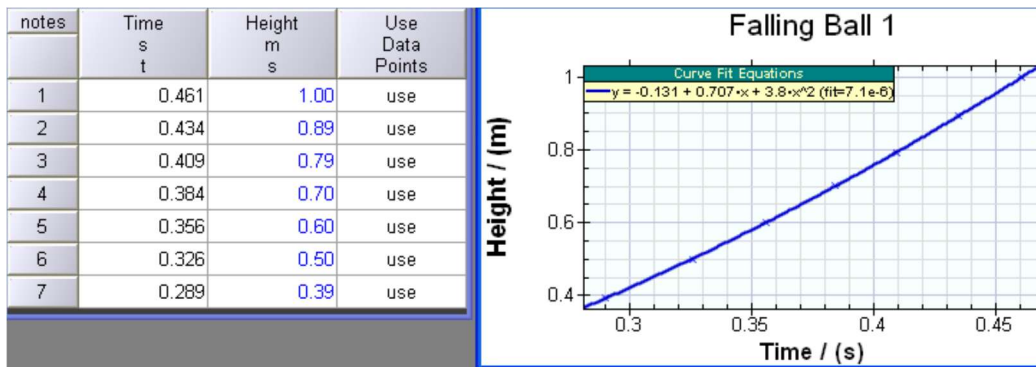 notes Time Height Use
s m Data
t s Points
1 0.461 1.00 use
2 0.434 0.89 use
3 0.409 0.79 use
4 0.384 0.70 use
5 0.356 0.60 use
6 0.326 0.50 use
7 0.289 0.39 use
Falling Ball 1
Curve Fit Equations
y = -0.131 + 0.707·x + 3.8·x^2 (fit=7.1e-6)
Height / (m)
1
0.8
0.6
0.4
0.3 0.35 0.4 0.45
Time / (s)